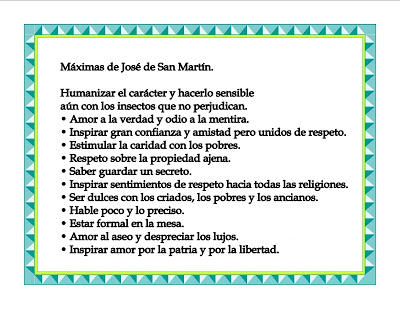 Máximas de José de San Martín.
Humanizar el carácter y hacerlo sensible
aún con los insectos que no perjudican.
• Amor a la verdad y odio a la mentira.
• Inspirar gran confianza y amistad pero unidos de respeto.
• Estimular la caridad con los pobres.
• Respeto sobre la propiedad ajena.
• Saber guardar un secreto.
• Inspirar sentimientos de respeto hacia todas las religiones.
• Ser dulces con los criados, los pobres y los ancianos.
• Hable poco y lo preciso.
• Estar formal en la mesa.
• Amor al aseo y despreciar los lujos.
• Inspirar amor por la patria y por la libertad.